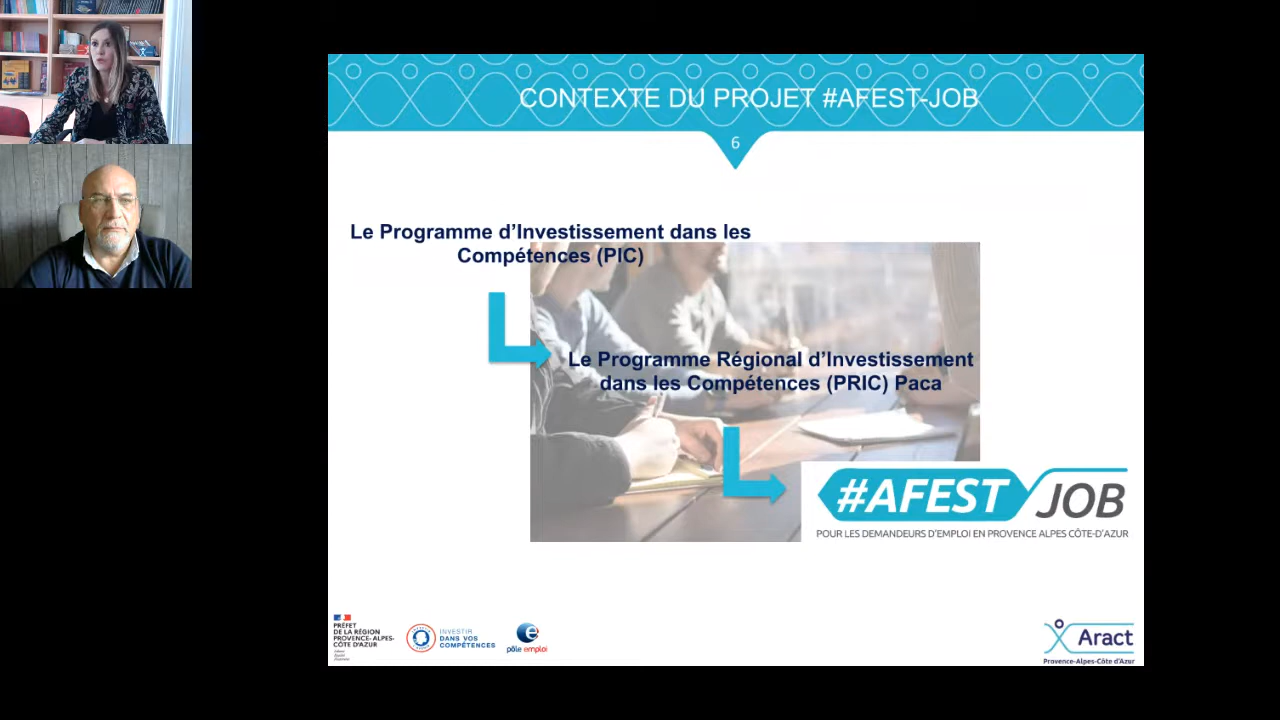 CONTEXTE DU PROJET #AFEST-JOB
6
Le Programme d'Investissement dans les
Compétences (PIC)
Le Programme Régional d'Investissement
dans les Compétences (PRIC) Paca
#AFEST JOB
POUR LES DEMANDEURS D'EMPLOI EN PROVENCE ALPES CÔTE-D'AZUR
PRÉFET
DE LA RÉGION
PROVENCE-ALPES-
CÔTE D'AZUR
INVESTIR
DANS VOS
COMPÉTENCES
pôle emploi
Aract
Provence-Alpes-Côte d'Azur